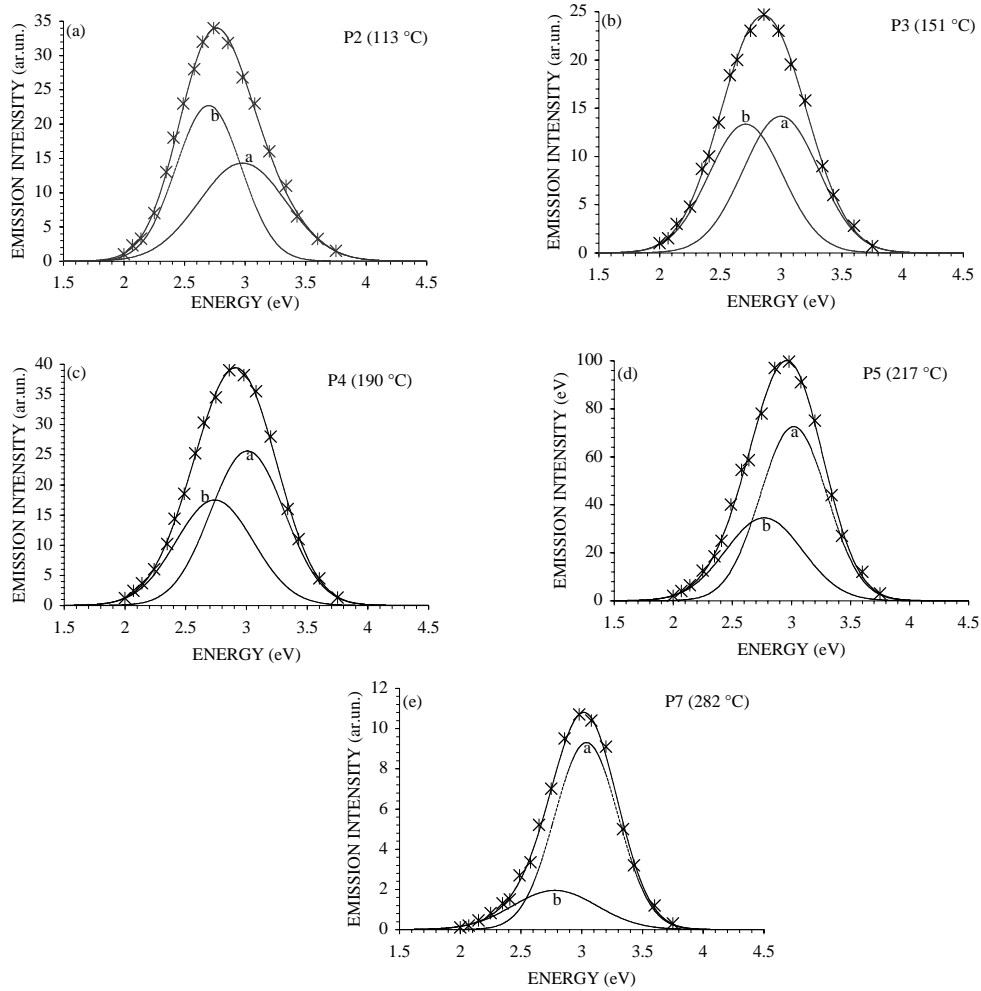 (a)
P2 (113 °C)
EMISSION INTENSITY (ar.un.)
35
30
25
20
15
10
5
0
b
a
1.5 2 2.5 3 3.5 4 4.5
ENERGY (eV)
(b)
P3 (151 °C)
EMISSION INTENSITY (ar.un.)
25
20
15
10
5
0
b
a
1.5 2 2.5 3 3.5 4 4.5
ENERGY (eV)
(c)
P4 (190 °C)
EMISSION INTENSITY (ar.un.)
40
35
30
25
20
15
10
5
0
a
b
1.5 2 2.5 3 3.5 4 4.5
ENERGY (eV)
(d)
P5 (217 °C)
EMISSION INTENSITY (eV)
100
80
60
40
20
0
a
b
1.5 2 2.5 3 3.5 4 4.5
ENERGY (eV)
(e)
P7 (282 °C)
EMISSION INTENSITY (ar.un.)
12
10
8
6
4
2
0
a
b
1.5 2 2.5 3 3.5 4 4.5
ENERGY (eV)